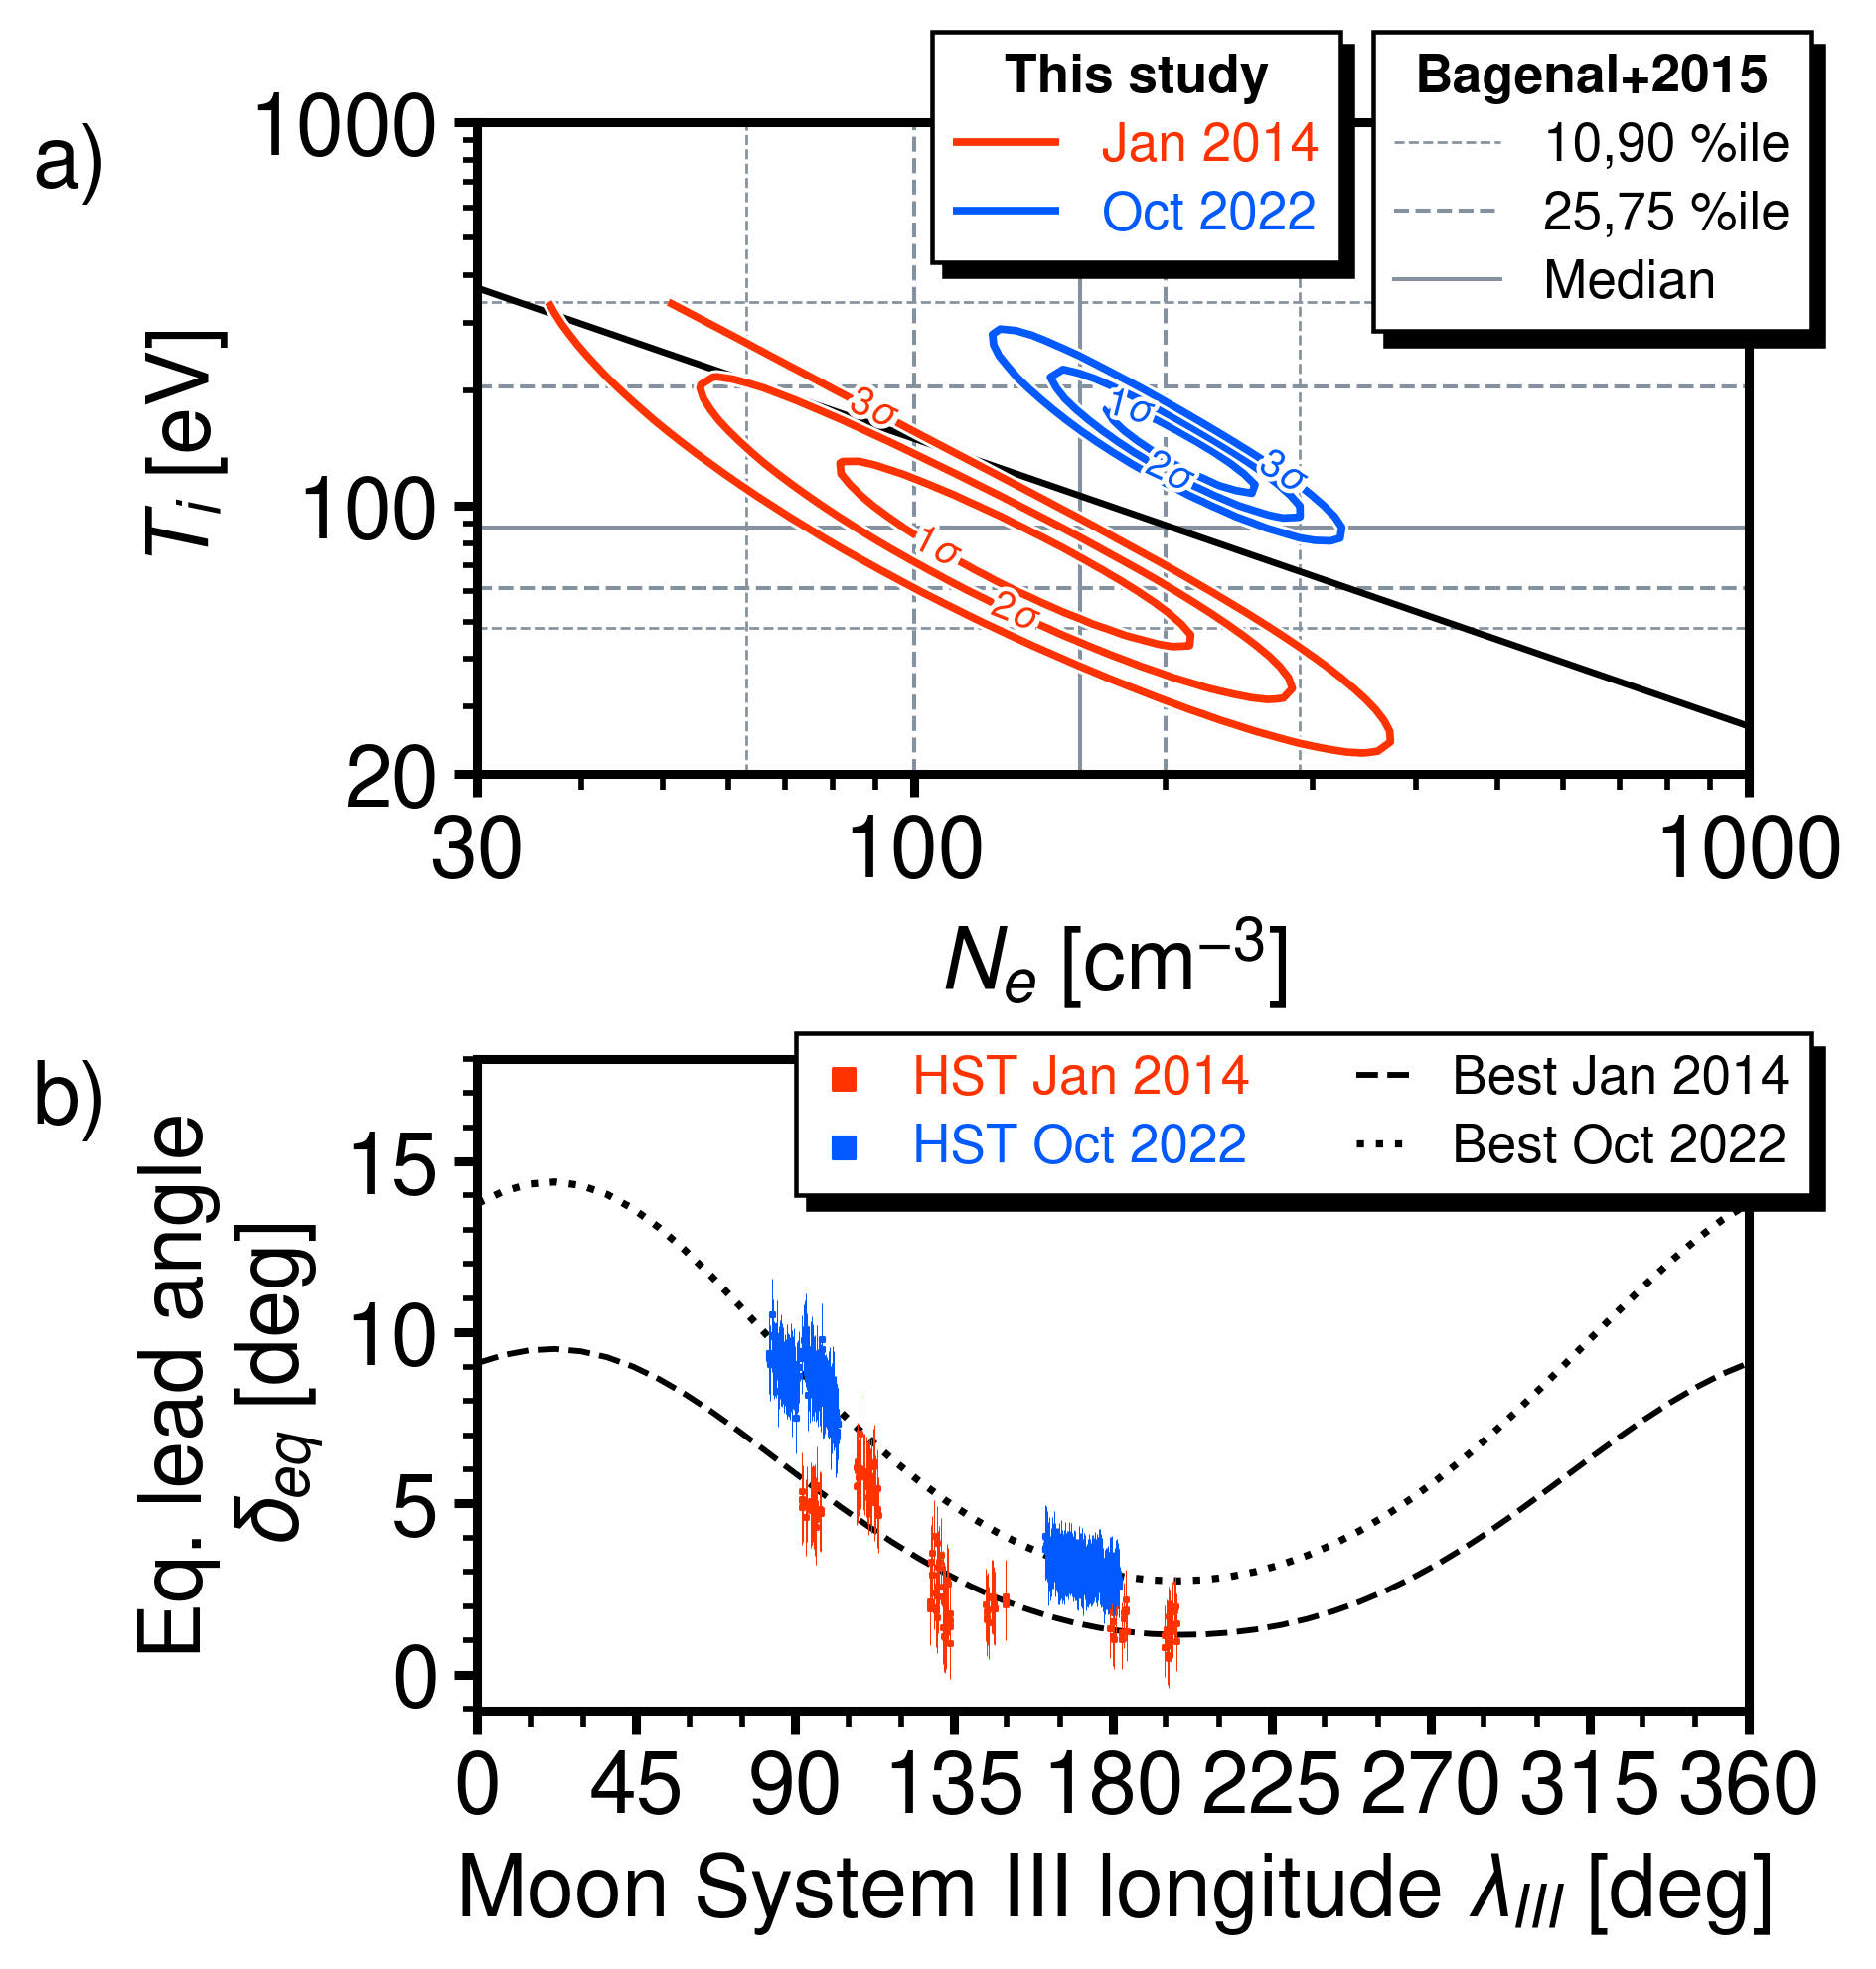 a)
This study
Jan 2014
Oct 2022
Bagenal+2015
10,90 %ile
25,75 %ile
Median
1000
100
20
T_i [eV]
3σ
1σ
2σ
1σ
2σ
3σ
30
100
1000
N_e [cm⁻³]
b)
HST Jan 2014
HST Oct 2022
Best Jan 2014
Best Oct 2022
15
10
5
0
Eq. lead angle
δ_eq [deg]
0 45 90 135 180 225 270 315 360
Moon System III longitude λ_III [deg]